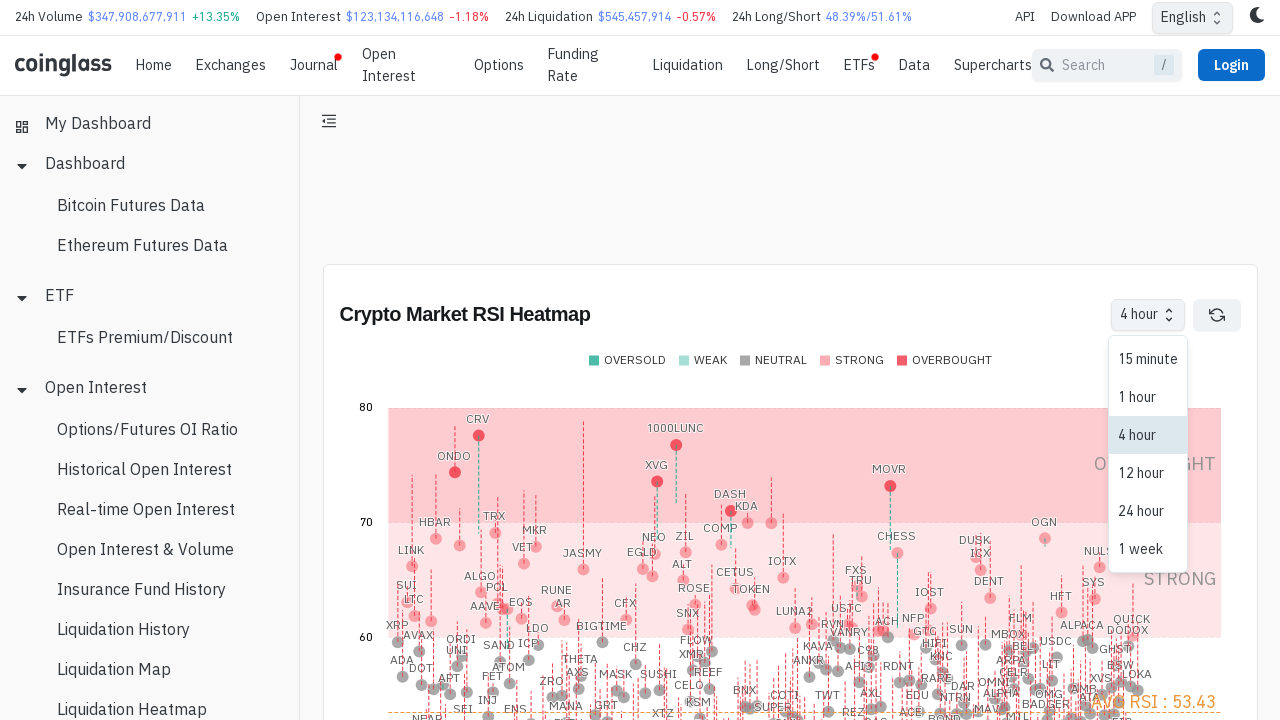 24h Volume $347,908,677,911 +13.35% Open Interest $123,134,116,648 -1.18% 24h Liquidation $545,457,914 -0.57% 24h Long/Short 48.39%/51.61% API Download APP English
coinglass Home Exchanges Journal Open Interest Options Funding Rate Liquidation Long/Short ETFs Data Supercharts Search / Login
My Dashboard
Dashboard
Bitcoin Futures Data
Ethereum Futures Data
ETF
ETFs Premium/Discount
Open Interest
Options/Futures OI Ratio
Historical Open Interest
Real-time Open Interest
Open Interest & Volume
Insurance Fund History
Liquidation History
Liquidation Map
Liquidation Heatmap
Crypto Market RSI Heatmap
4 hour
15 minute
1 hour
4 hour
12 hour
24 hour
1 week
OVERSOLD WEAK NEUTRAL STRONG OVERBOUGHT
80
CRV
1000LUNC
ONDO XVG MOVR
DASH
KDA
70
HBAR TRX OGN
MKR NEO ZIL COMP CHESS
DUSK
LINK VET JASMY EGLD ICX
ALT IOTX
CETUS FXS
STRONG
SUI ALGO POL TRU DENT SYS
LTC RUNE ROSE TOKEN IOST HFT
AAVE EOS AR CFX SNX LUNA2 USTC
XRP LDO BIGTIME RVN ACH NFP FLM ALPACA QUICK
60
AVAX ORDI SAND ICP CHZ FLOW KAVA VANRY GTC SUN MBOX USDC DODOX
UNI XMR C98 HIFI BEL GHST
ADA DOT ATOM THETA REEF ANKR API3 RDNT KNC ARPA LIT BSW
APT FET AXS MASK SUSHI RARE CELR XVS LOKA
ZRO CELO BNX COTI TWT AXL EDU DAR OMNI AMB
INJ MANA GRT KSM SUPER NTRN ALPHA OMG
SEI ENS XTZ REZ ACE MAV BADGER
AVG RSI : 53.43